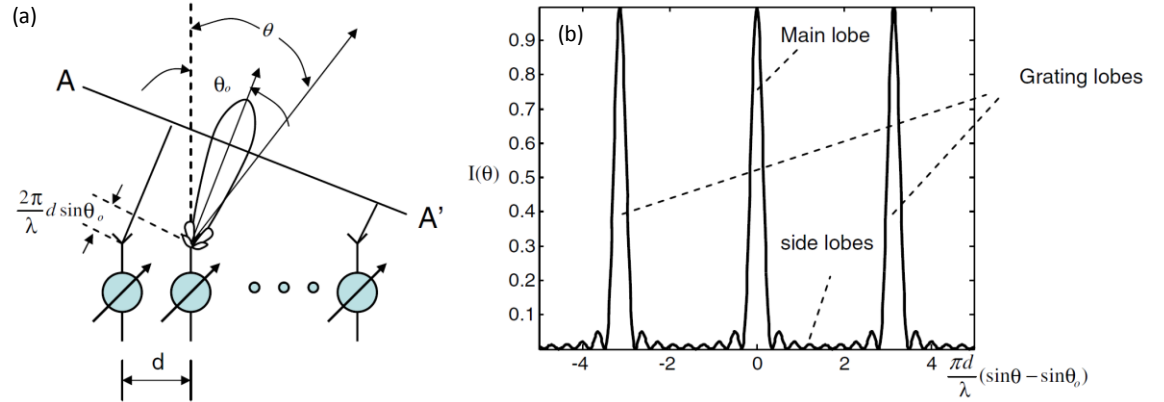 (a)
θ
θₒ
A
A'
2π/λ d sinθₒ
d
(b)
0.9
0.8
0.7
0.6
0.5
0.4
0.3
0.2
0.1
I(θ)
Main lobe
Grating lobes
side lobes
-4 -2 0 2 4
πd/λ (sinθ − sinθₒ)